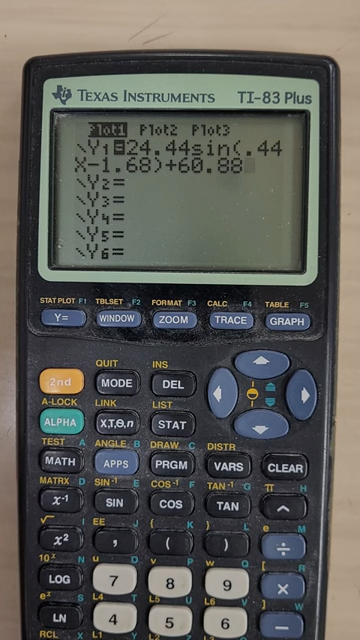 TEXAS INSTRUMENTS TI-83 Plus
Plot1 Plot2 Plot3
\Y1=24.44sin(.44
X-1.68)+60.88
\Y2=
\Y3=
\Y4=
\Y5=
\Y6=
STAT PLOT F1 TBLSET F2 FORMAT F3 CALC F4 TABLE F5
Y= WINDOW ZOOM TRACE GRAPH
QUIT INS
2nd MODE DEL
A-LOCK LINK LIST
ALPHA X,T,Θ,n STAT
TEST A ANGLE B DRAW C DISTR
MATH APPS PRGM VARS CLEAR
MATRX D SIN⁻¹ E COS⁻¹ F TAN⁻¹ G π H
x⁻¹ SIN COS TAN ^
√ I EE J { K } L e M
x² , ( ) ÷
10ˣ N u O v P w Q [ R
LOG 7 8 9 ×
eˣ S L4 T L5 U L6 V ] W
LN 4 5 6 −
RCL X L1 Y L2 Z L3